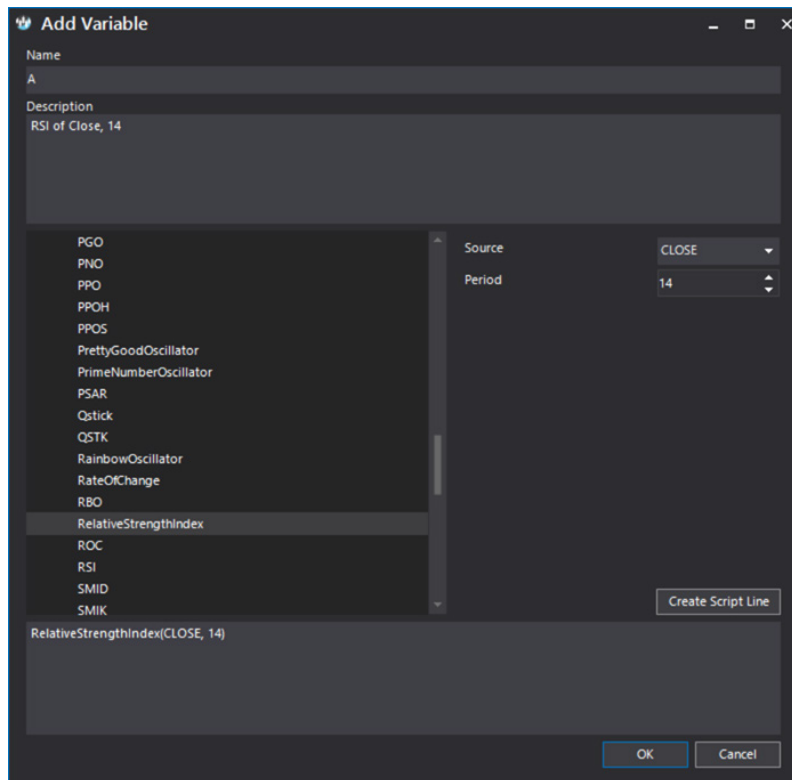 Add Variable
Name
A
Description
RSI of Close, 14
PGO
PNO
PPO
PPOH
PPOS
PrettyGoodOscillator
PrimeNumberOscillator
PSAR
Qstick
QSTK
RainbowOscillator
RateOfChange
RBO
RelativeStrengthIndex
ROC
RSI
SMID
SMIK
Source
CLOSE
Period
14
Create Script Line
RelativeStrengthIndex(CLOSE, 14)
OK
Cancel